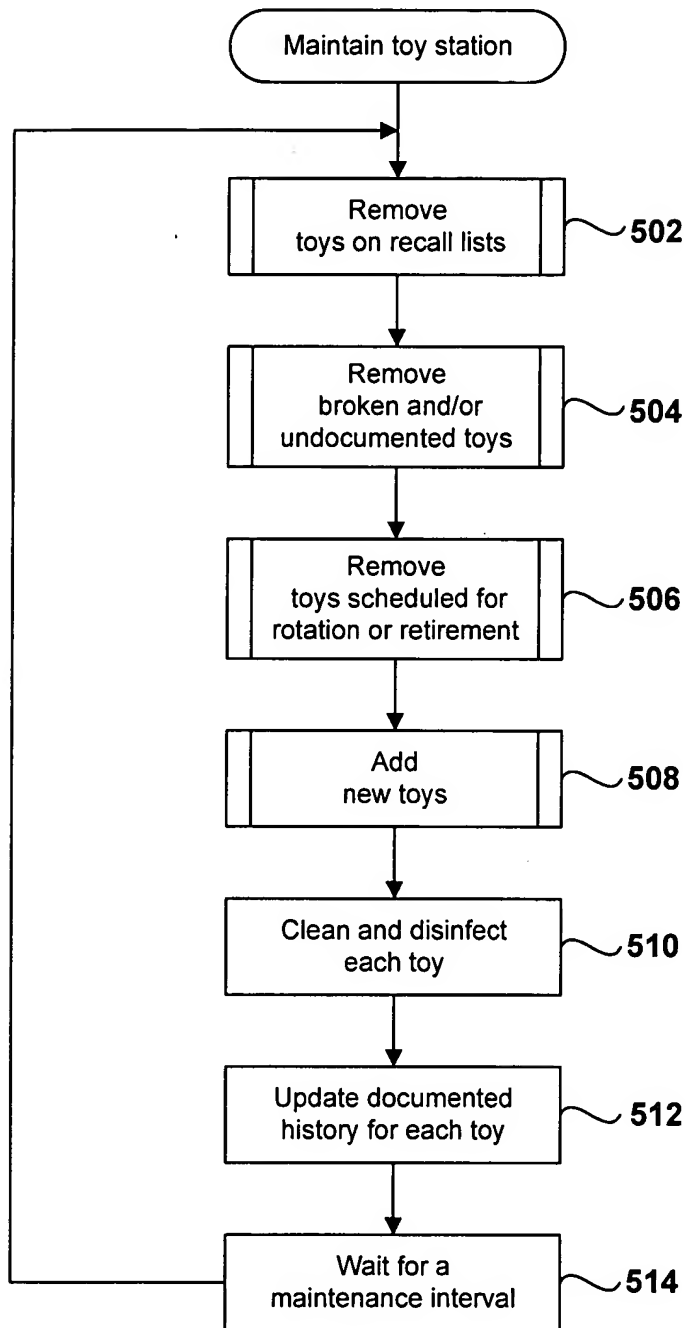 Maintain toy station
Remove
toys on recall lists
502
Remove
broken and/or
undocumented toys
504
Remove
toys scheduled for
rotation or retirement
506
Add
new toys
508
Clean and disinfect
each toy
510
Update documented
history for each toy
512
Wait for a
maintenance interval
514